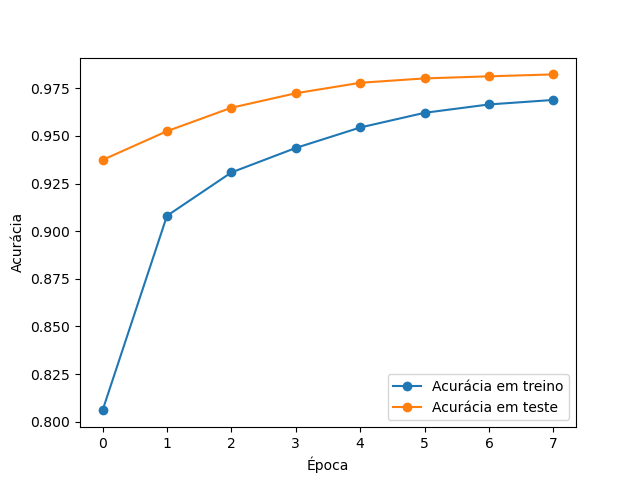 0.975
0.950
0.925
0.900
0.875
0.850
0.825
0.800
Acurácia
Acurácia em treino
Acurácia em teste
0 1 2 3 4 5 6 7
Época